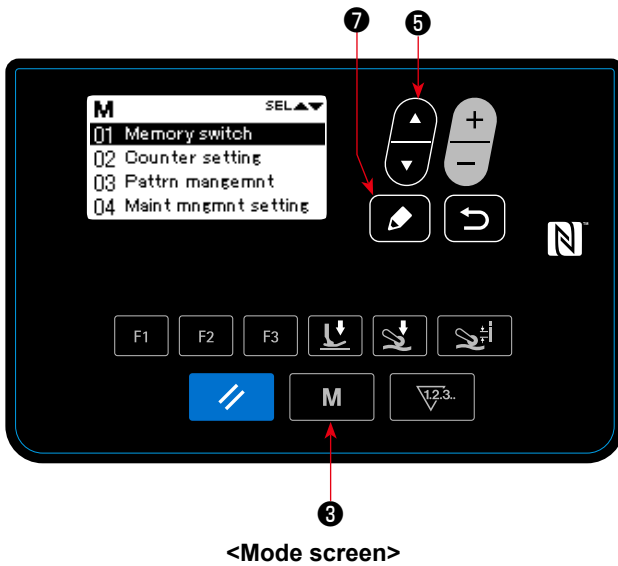 ❼ ❺
M SEL▲▼
01 Memory switch
02 Counter setting
03 Pattrn mangemnt
04 Maint mngmnt setting
+
−
N™
F1 F2 F3
M 1.2.3..
❸
<Mode screen>